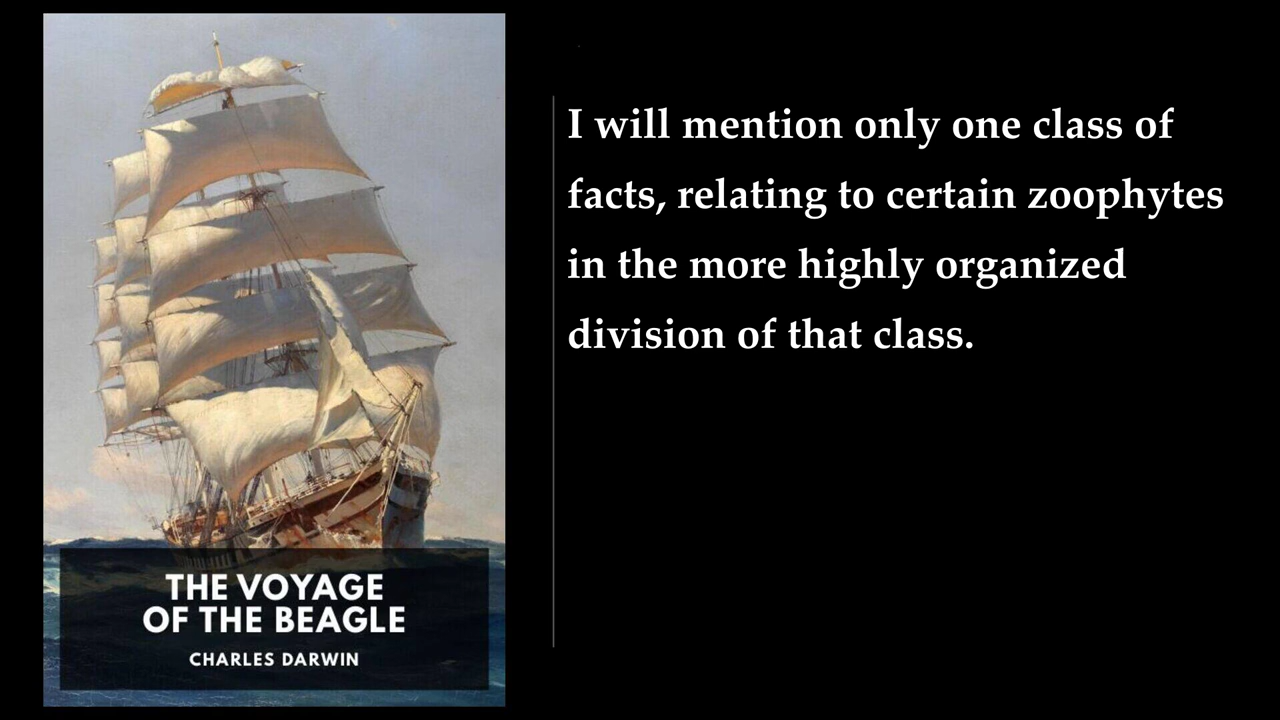 THE VOYAGE
OF THE BEAGLE
CHARLES DARWIN
I will mention only one class of
facts, relating to certain zoophytes
in the more highly organized
division of that class.